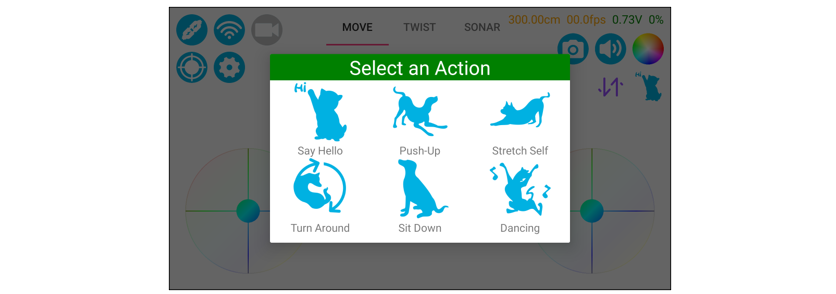 MOVE TWIST SONAR 300.00cm 00.0fps 0.73V 0%
Select an Action
Hi
Say Hello Push-Up Stretch Self
Turn Around Sit Down Dancing
Hi